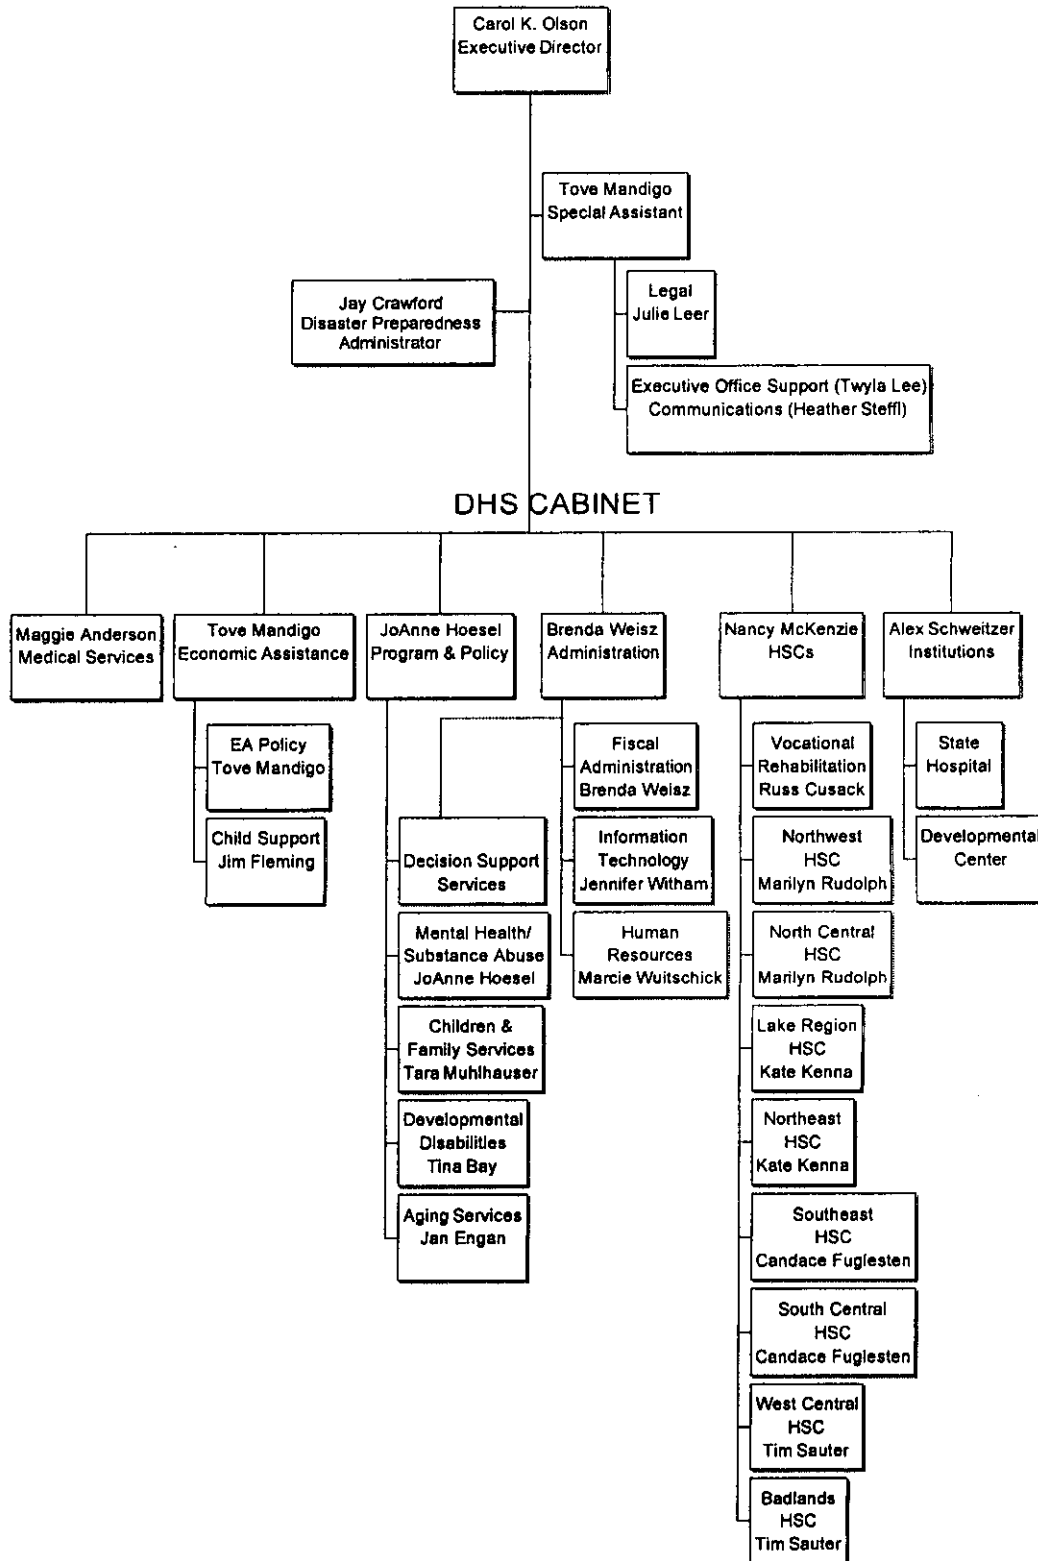 Carol K. Olson
Executive Director
Tove Mandigo
Special Assistant
Jay Crawford
Disaster Preparedness
Administrator
Legal
Julie Leer
Executive Office Support (Twyla Lee)
Communications (Heather Steffl)
DHS CABINET
Maggie Anderson
Medical Services
Tove Mandigo
Economic Assistance
JoAnne Hoesel
Program & Policy
Brenda Weisz
Administration
Nancy McKenzie
HSCs
Alex Schweitzer
Institutions
EA Policy
Tove Mandigo
Child Support
Jim Fleming
Decision Support
Services
Mental Health/
Substance Abuse
JoAnne Hoesel
Children &
Family Services
Tara Muhlhauser
Developmental
Disabilities
Tina Bay
Aging Services
Jan Engan
Fiscal
Administration
Brenda Weisz
Information
Technology
Jennifer Witham
Human
Resources
Marcie Wuitschick
Vocational
Rehabilitation
Russ Cusack
Northwest
HSC
Marilyn Rudolph
North Central
HSC
Marilyn Rudolph
Lake Region
HSC
Kate Kenna
Northeast
HSC
Kate Kenna
Southeast
HSC
Candace Fuglesten
South Central
HSC
Candace Fuglesten
West Central
HSC
Tim Sauter
Badlands
HSC
Tim Sauter
State
Hospital
Developmental
Center